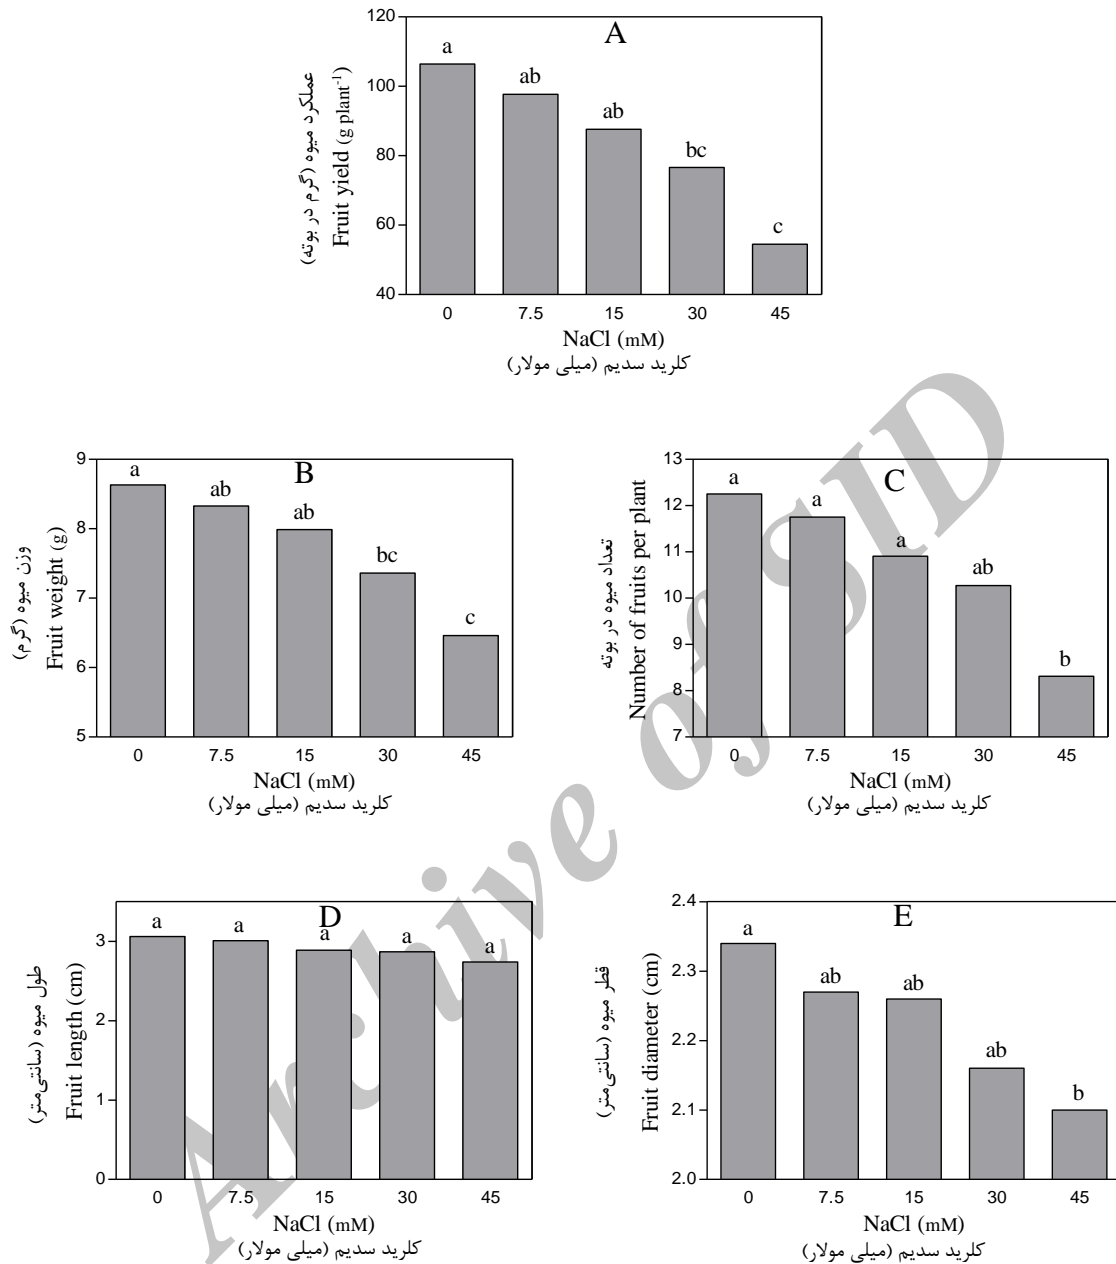 A
120
100
80
60
40
a
ab
ab
bc
c
عملکرد میوه (گرم در بوته)
Fruit yield (g plant-1)
0 7.5 15 30 45
NaCl (mM)
کلرید سدیم (میلی مولار)
B
9
8
7
6
5
a
ab
ab
bc
c
وزن میوه (گرم)
Fruit weight (g)
0 7.5 15 30 45
NaCl (mM)
کلرید سدیم (میلی مولار)
C
13
12
11
10
9
8
7
a
a
a
ab
b
تعداد میوه در بوته
Number of fruits per plant
0 7.5 15 30 45
NaCl (mM)
کلرید سدیم (میلی مولار)
D
3
2
1
0
a
a
a
a
a
طول میوه (سانتی‌متر)
Fruit length (cm)
0 7.5 15 30 45
NaCl (mM)
کلرید سدیم (میلی مولار)
E
2.4
2.3
2.2
2.1
2.0
a
ab
ab
ab
b
قطر میوه (سانتی‌متر)
Fruit diameter (cm)
0 7.5 15 30 45
NaCl (mM)
کلرید سدیم (میلی مولار)
Archive of SID